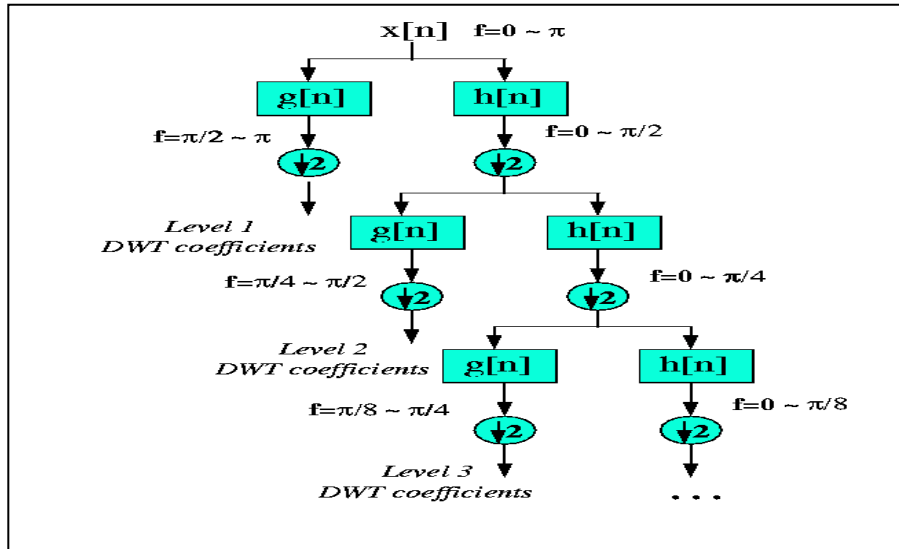 x[n] f=0 ~ π
g[n] h[n]
f=π/2 ~ π f=0 ~ π/2
↓2 ↓2
Level 1
DWT coefficients
g[n] h[n]
f=π/4 ~ π/2 f=0 ~ π/4
↓2 ↓2
Level 2
DWT coefficients
g[n] h[n]
f=π/8 ~ π/4 f=0 ~ π/8
↓2 ↓2
Level 3
DWT coefficients
. . .